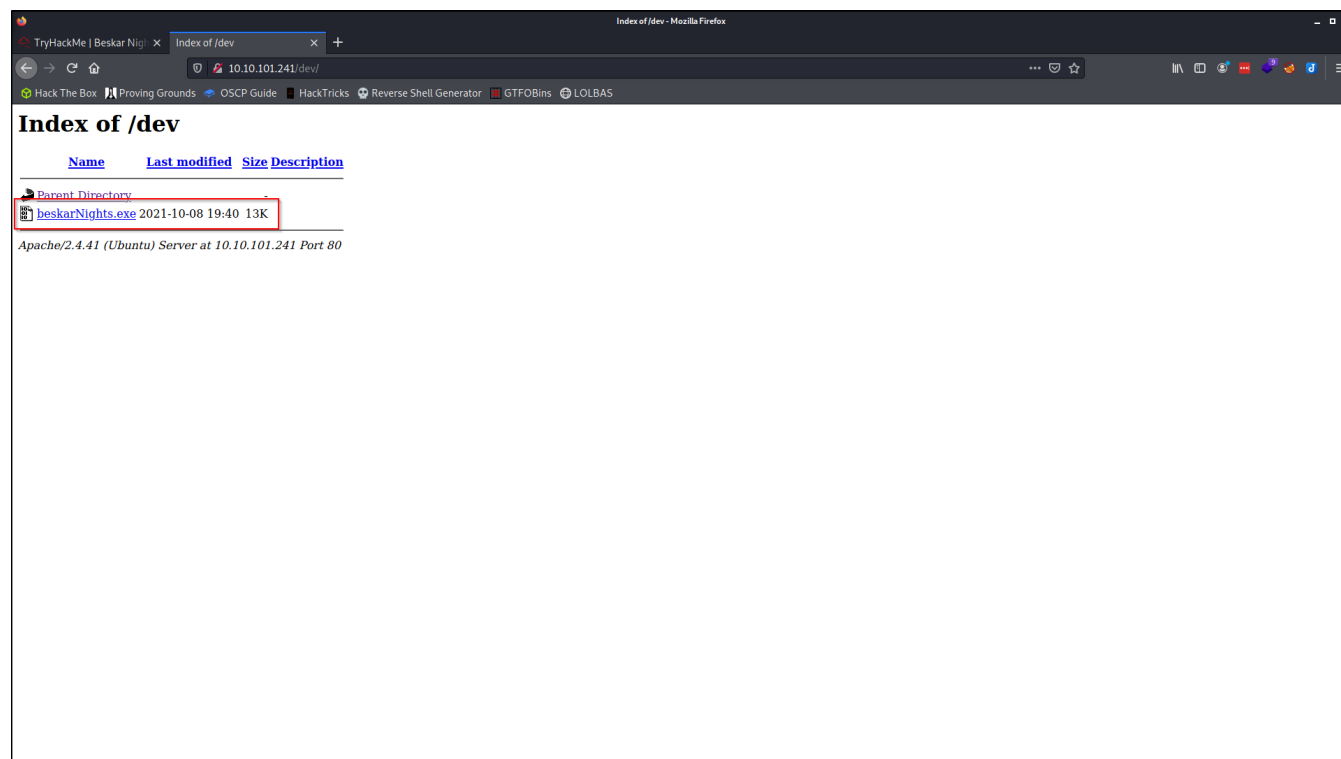 Index of /dev - Mozilla Firefox
TryHackMe | Beskar Nigh
Index of /dev
10.10.101.241/dev/
9
Hack The Box Proving Grounds OSCP Guide HackTricks Reverse Shell Generator GTFOBins LOLBAS
Index of /dev
Name Last modified Size Description
Parent Directory -
beskarNights.exe 2021-10-08 19:40 13K
Apache/2.4.41 (Ubuntu) Server at 10.10.101.241 Port 80